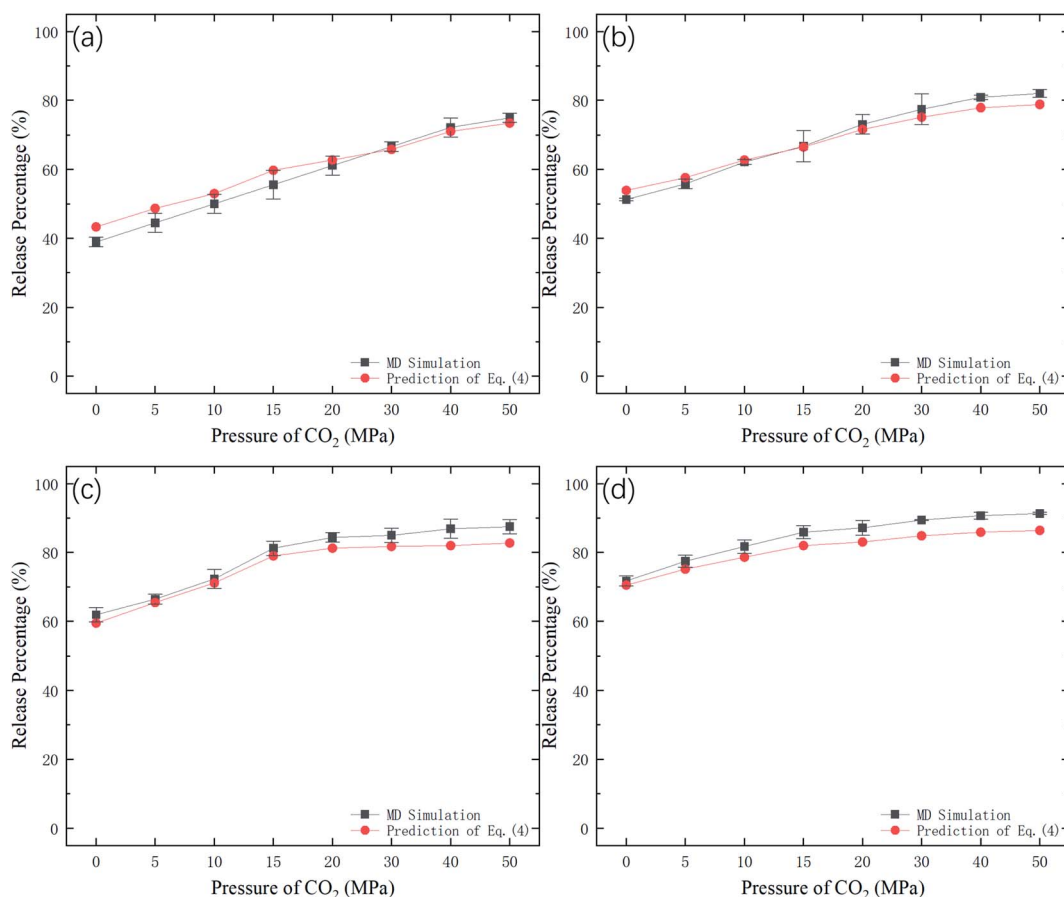 (a)
100
80
60
40
20
0
Release Percentage (%)
MD Simulation
Prediction of Eq.(4)
0 5 10 15 20 30 40 50
Pressure of CO2 (MPa)
(b)
100
80
60
40
20
0
Release Percentage (%)
MD Simulation
Prediction of Eq.(4)
0 5 10 15 20 30 40 50
Pressure of CO2 (MPa)
(c)
100
80
60
40
20
0
Release Percentage (%)
MD Simulation
Prediction of Eq.(4)
0 5 10 15 20 30 40 50
Pressure of CO2 (MPa)
(d)
100
80
60
40
20
0
Release Percentage (%)
MD Simulation
Prediction of Eq.(4)
0 5 10 15 20 30 40 50
Pressure of CO2 (MPa)